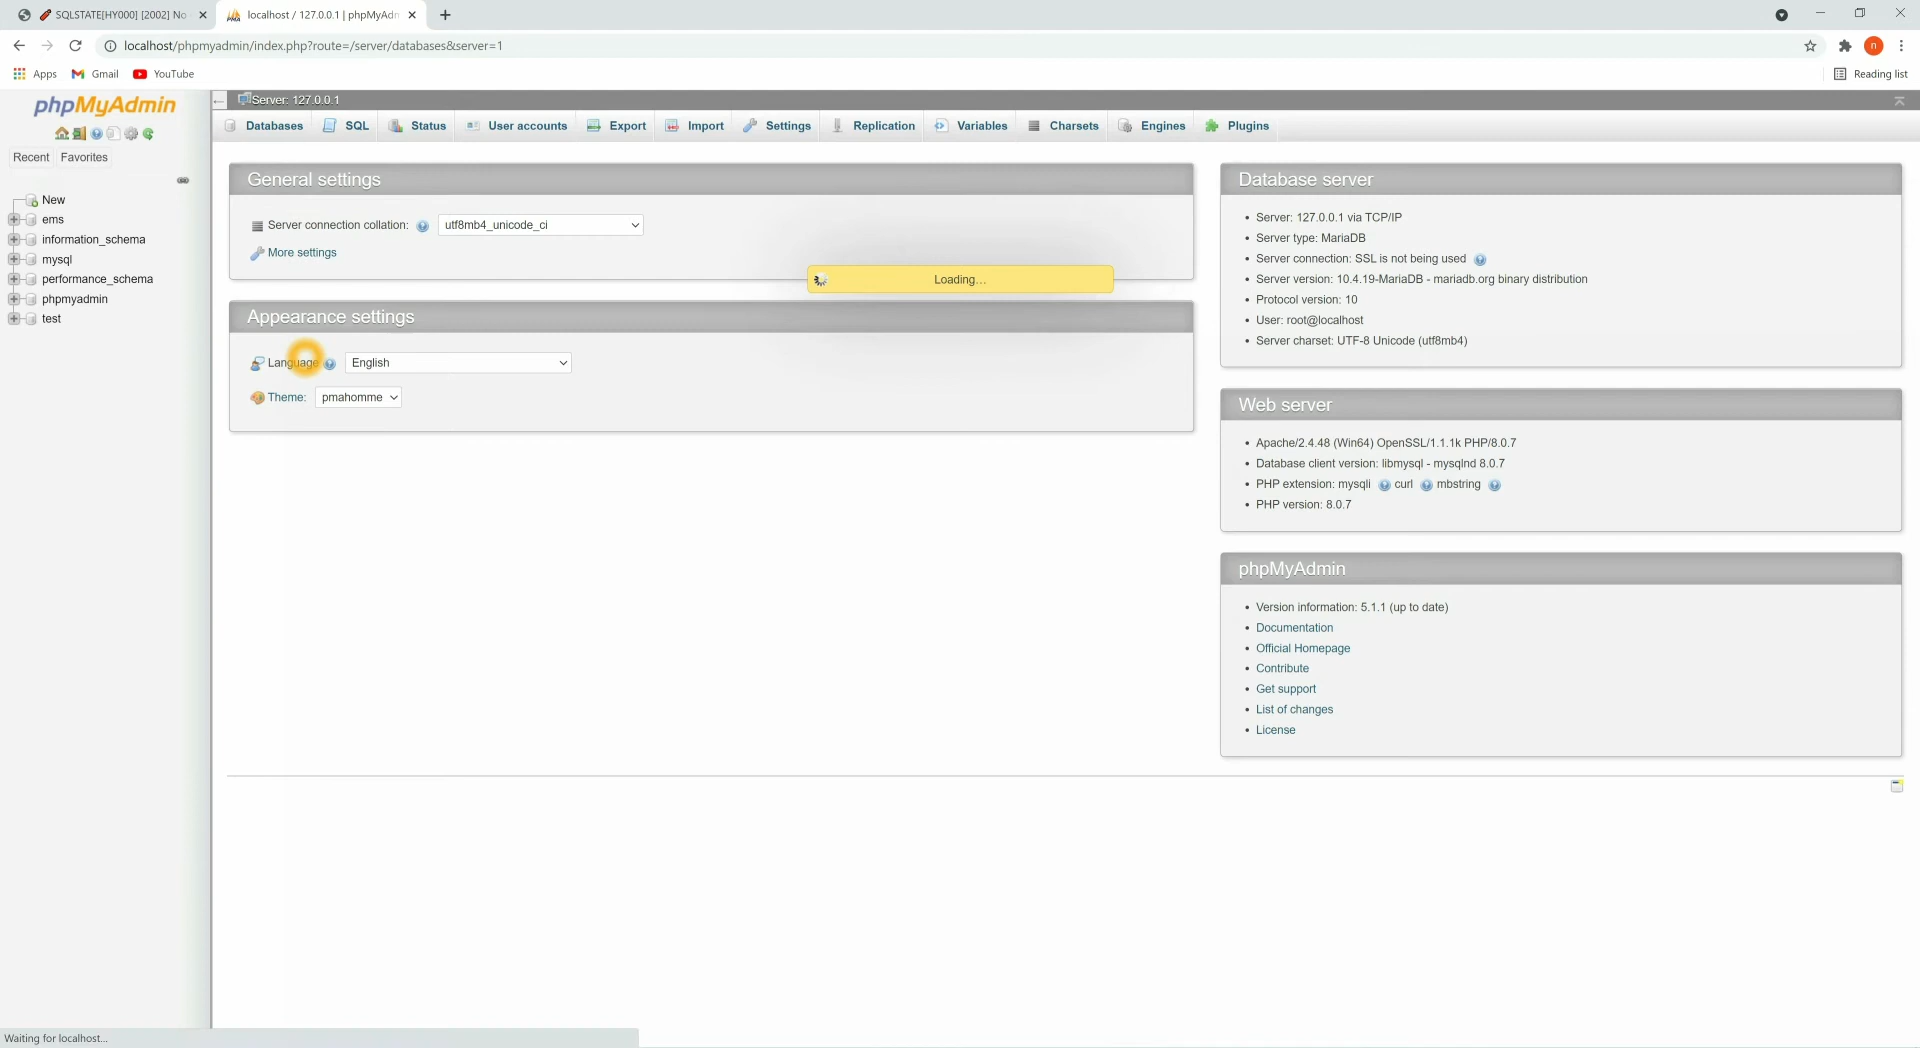 SQLSTATE[HY000] [2002] No
localhost / 127.0.0.1 | phpMyAdm
localhost/phpmyadmin/index.php?route=/server/databases&server=1
n
Apps
Gmail
YouTube
Reading list
phpMyAdmin
Recent
Favorites
New
ems
information_schema
mysql
performance_schema
phpmyadmin
test
Server: 127.0.0.1
Databases
SQL
Status
User accounts
Export
Import
Settings
Replication
Variables
Charsets
Engines
Plugins
General settings
Server connection collation:
utf8mb4_unicode_ci
More settings
Loading…
Appearance settings
Language
English
Theme:
pmahomme
Database server
Server: 127.0.0.1 via TCP/IP
Server type: MariaDB
Server connection: SSL is not being used
Server version: 10.4.19-MariaDB - mariadb.org binary distribution
Protocol version: 10
User: root@localhost
Server charset: UTF-8 Unicode (utf8mb4)
Web server
Apache/2.4.48 (Win64) OpenSSL/1.1.1k PHP/8.0.7
Database client version: libmysql - mysqlnd 8.0.7
PHP extension: mysqli curl mbstring
PHP version: 8.0.7
phpMyAdmin
Version information: 5.1.1 (up to date)
Documentation
Official Homepage
Contribute
Get support
List of changes
License
Waiting for localhost...